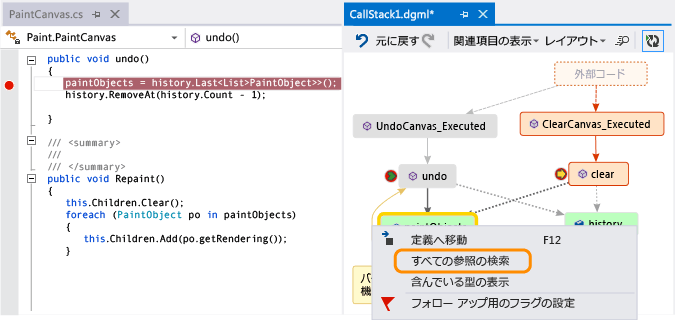 PaintCanvas.cs
Paint.PaintCanvas
undo()
public void undo()
{
paintObjects = history.Last<List>PaintObject>>();
history.RemoveAt(history.Count - 1);
}
/// <summary>
///
/// </summary>
public void Repaint()
{
this.Children.Clear();
foreach (PaintObject po in paintObjects)
{
this.Children.Add(po.getRendering());
}
CallStack1.dgml*
元に戻す
関連項目の表示
レイアウト
外部コード
UndoCanvas_Executed
ClearCanvas_Executed
undo
clear
paintObjects
history
定義へ移動 F12
すべての参照の検索
含んでいる型の表示
フォロー アップ用のフラグの設定
機